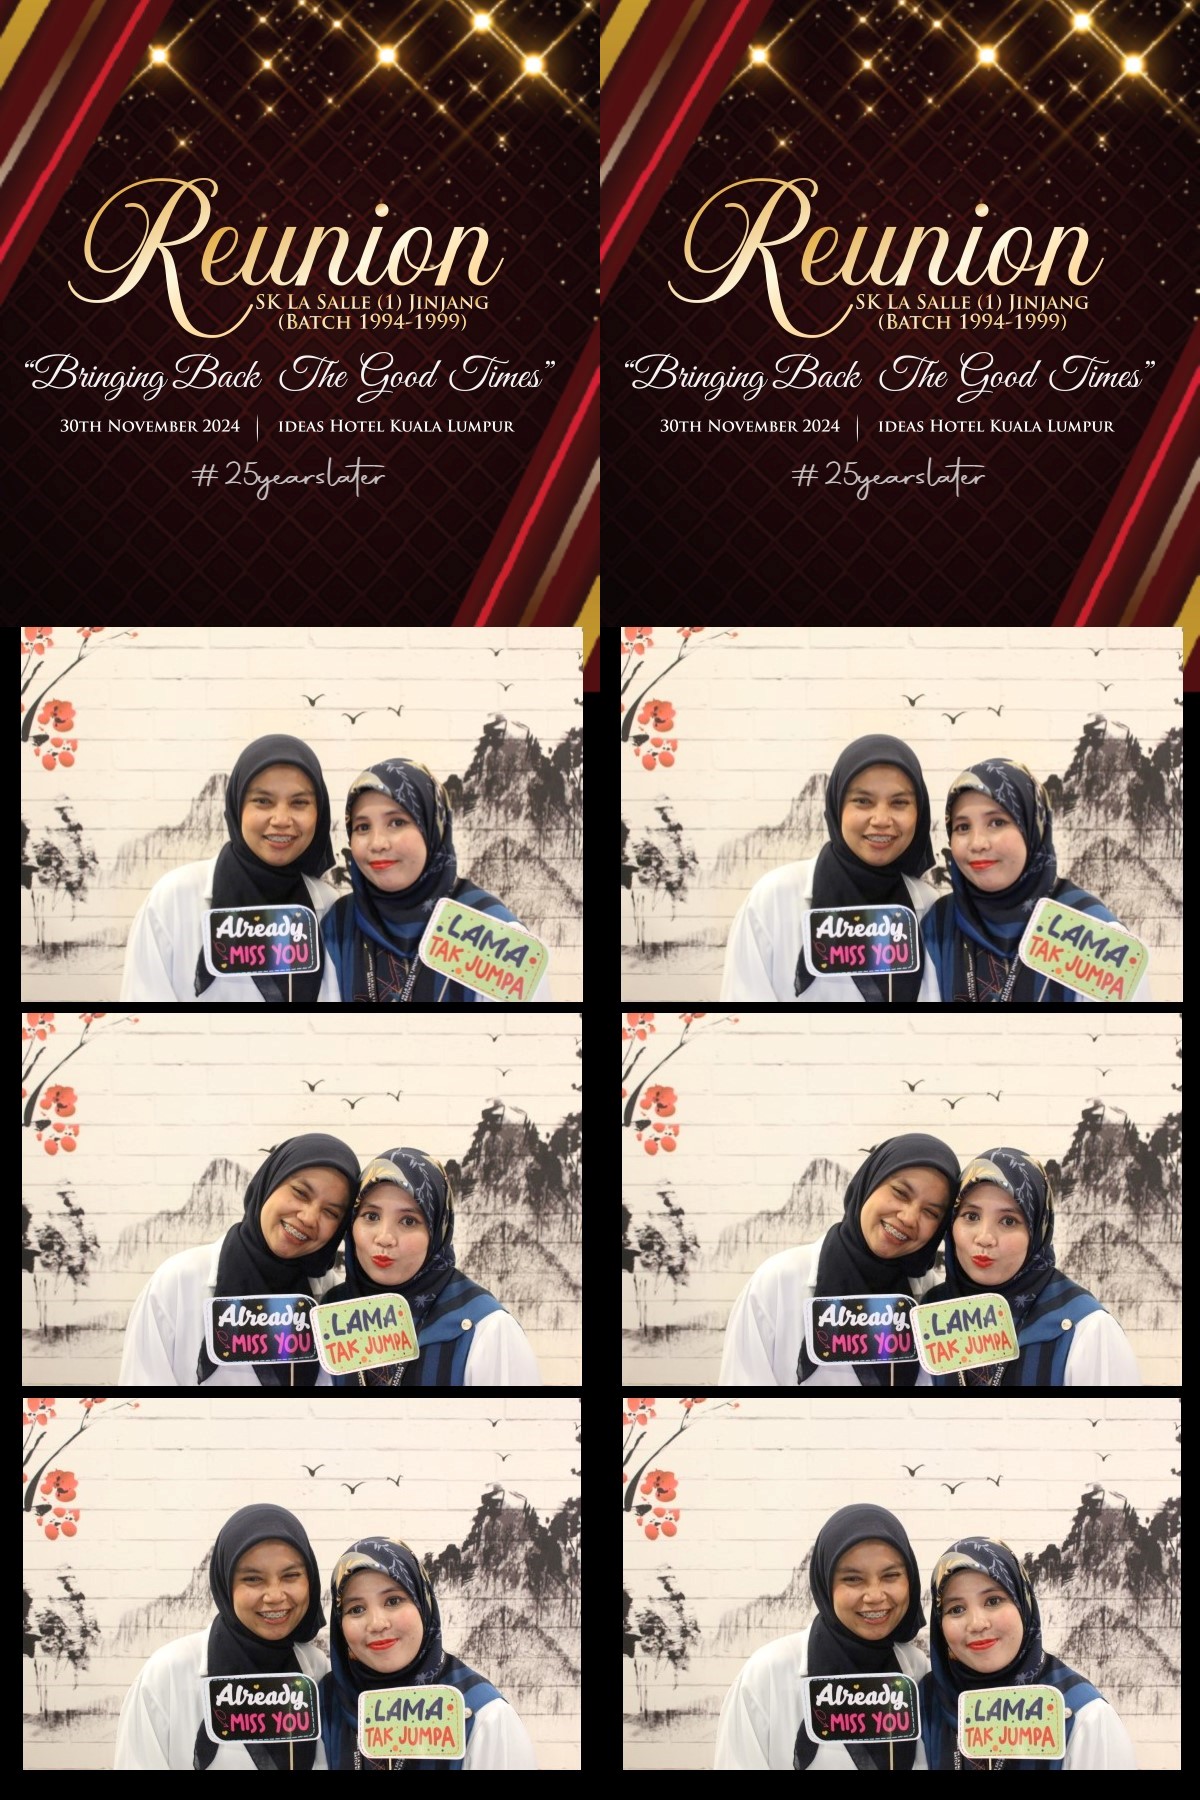 Reunion
SK La Salle (1) Jinjang
(Batch 1994-1999)
“Bringing Back The Good Times”
30th November 2024 | ideas Hotel Kuala Lumpur
#25yearslater
Reunion
SK La Salle (1) Jinjang
(Batch 1994-1999)
“Bringing Back The Good Times”
30th November 2024 | ideas Hotel Kuala Lumpur
#25yearslater
Already
MISS YOU
LAMA
TAK JUMPA
Already
MISS YOU
LAMA
TAK JUMPA
Already
MISS YOU
LAMA
TAK JUMPA
Already
MISS YOU
LAMA
TAK JUMPA
Already
MISS YOU
LAMA
TAK JUMPA
Already
MISS YOU
LAMA
TAK JUMPA